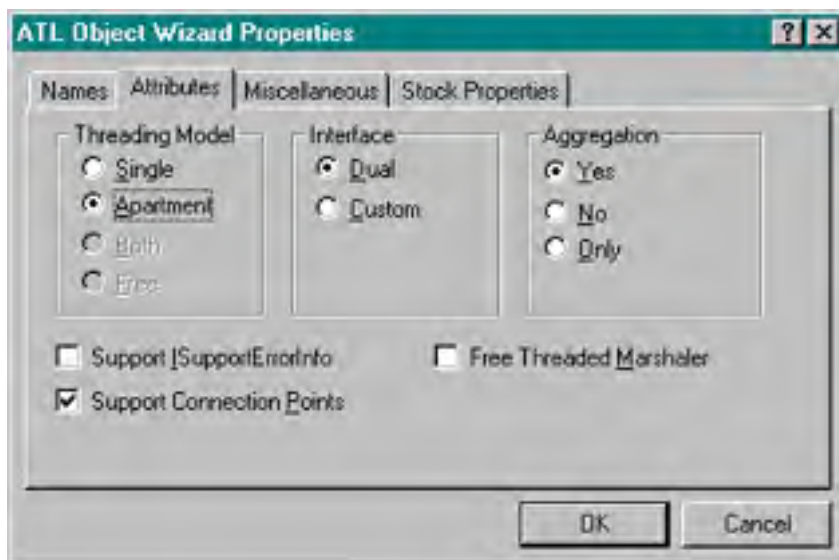 ATL Object Wizard Properties
Names Attributes Miscellaneous Stock Properties
Threading Model Interface Aggregation
Single Dual Yes
Apartment Custom No
Both Only
Free
Support ISupportErrorInfo Free Threaded Marshaler
Support Connection Points
OK Cancel